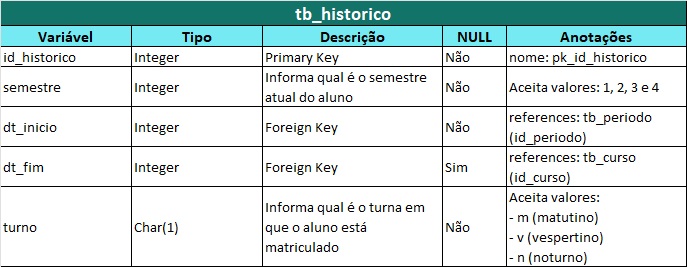 tb_historico
Variável Tipo Descrição NULL Anotações
id_historico Integer Primary Key Não nome: pk_id_historico
semestre Integer Informa qual é o semestre
atual do aluno Não Aceita valores: 1, 2, 3 e 4
dt_inicio Integer Foreign Key Não references: tb_periodo
(id_periodo)
dt_fim Integer Foreign Key Sim references: tb_curso
(id_curso)
turno Char(1) Informa qual é o turna em
que o aluno está
matriculado Não Aceita valores:
- m (matutino)
- v (vespertino)
- n (noturno)